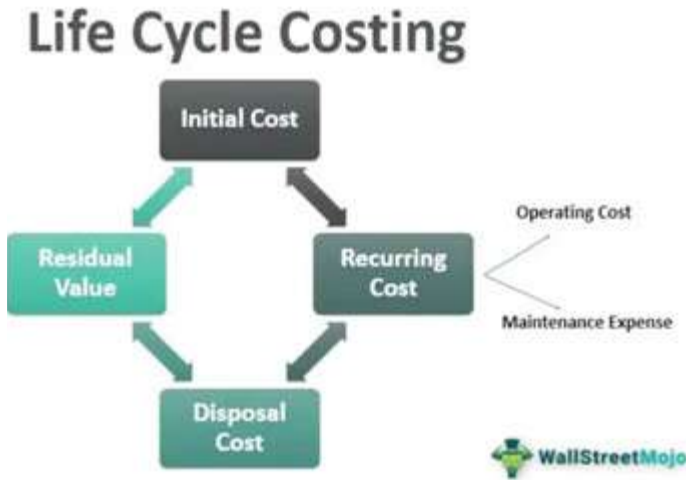 Life Cycle Costing
Initial Cost
Operating Cost
Residual
Value
Recurring
Cost
Maintenance Expense
Disposal
Cost
WallStreetMojo